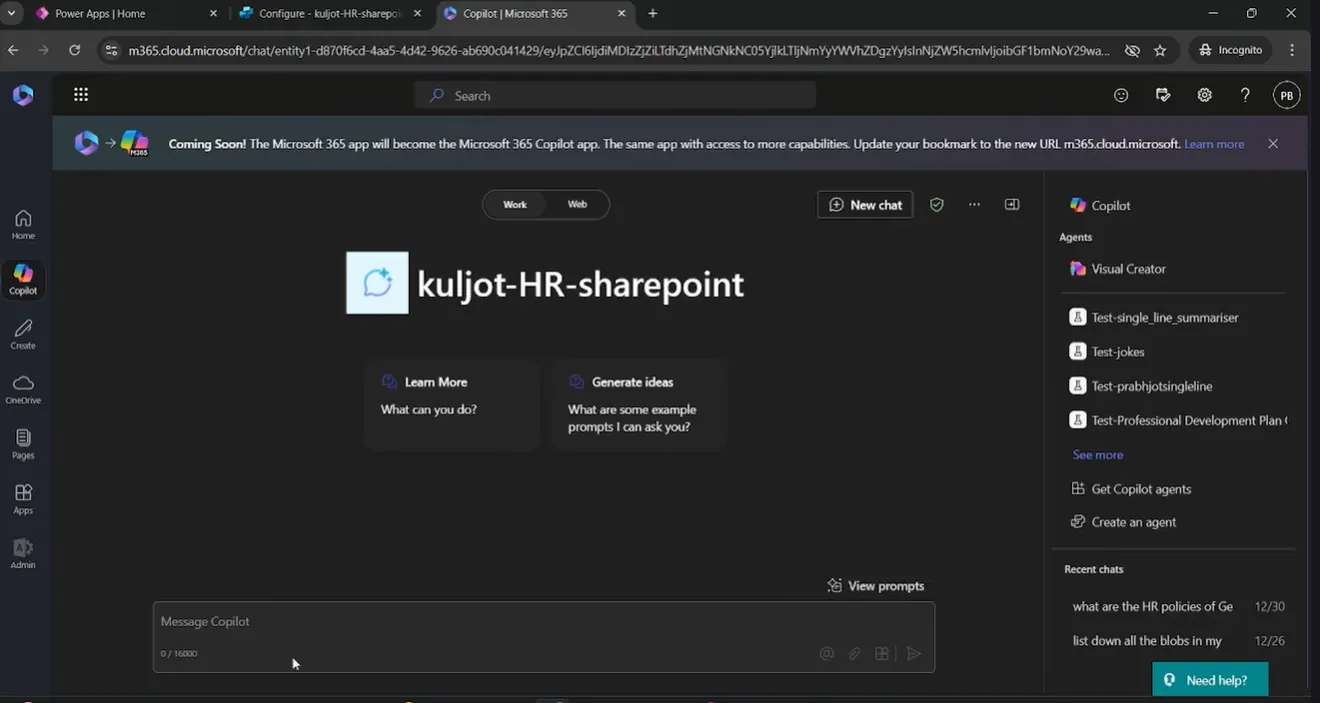 Power Apps | Home
Configure - kuljot-HR-sharepoi
Copilot | Microsoft 365
Incognito
Search
PB
M365
Coming Soon! The Microsoft 365 app will become the Microsoft 365 Copilot app. The same app with access to more capabilities. Update your bookmark to the new URL m365.cloud.microsoft. Learn more
Work
Web
New chat
kuljot-HR-sharepoint
Learn More
What can you do?
Generate ideas
What are some example
prompts I can ask you?
View prompts
Message Copilot
0 / 16000
Home
Copilot
Create
OneDrive
Pages
Apps
Admin
Copilot
Agents
Visual Creator
Test-single_line_summariser
Test-jokes
Test-prabhjotsingleline
Test-Professional Development Plan
See more
Get Copilot agents
Create an agent
Recent chats
what are the HR policies of Ge 12/30
list down all the blobs in my 12/26
Need help?